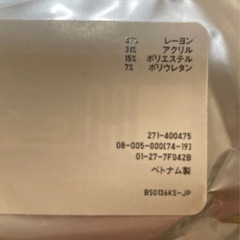 47% レーヨン
31% アクリル
15% ポリエステル
7% ポリウレタン
271-400475
08-005-000(74-19)
01-27-7F042B
ベトナム製
BS0136KS-JP